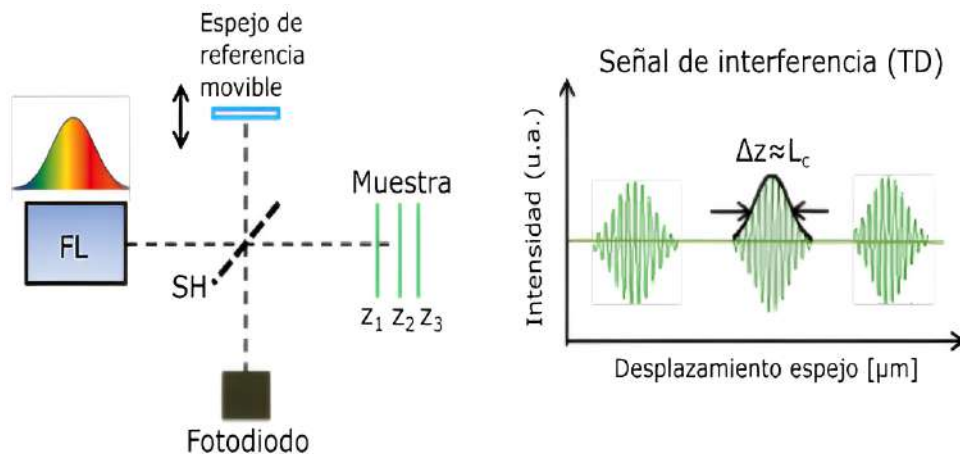 Espejo de
referencia
movible
FL
SH
Muestra
z₁ z₂ z₃
Fotodiodo
Señal de interferencia (TD)
Δz≈L꜀
Intensidad (u.a.)
Desplazamiento espejo [µm]